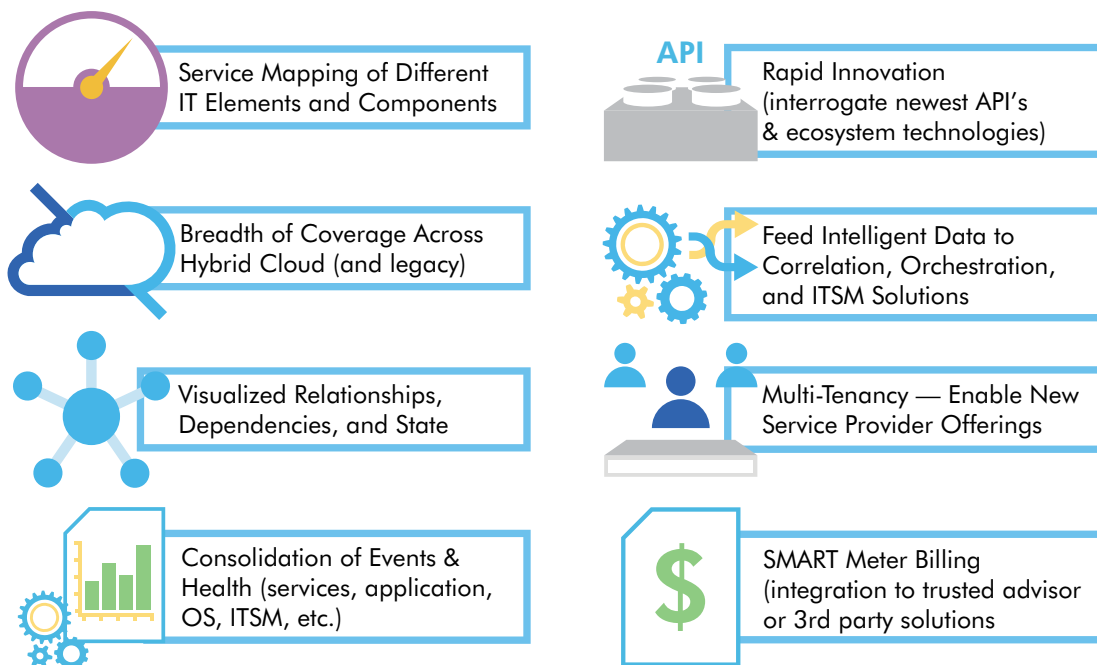 Service Mapping of Different
IT Elements and Components
Breadth of Coverage Across
Hybrid Cloud (and legacy)
Visualized Relationships,
Dependencies, and State
Consolidation of Events &
Health (services, application,
OS, ITSM, etc.)
API
Rapid Innovation
(interrogate newest API's
& ecosystem technologies)
Feed Intelligent Data to
Correlation, Orchestration,
and ITSM Solutions
Multi-Tenancy — Enable New
Service Provider Offerings
$
SMART Meter Billing
(integration to trusted advisor
or 3rd party solutions